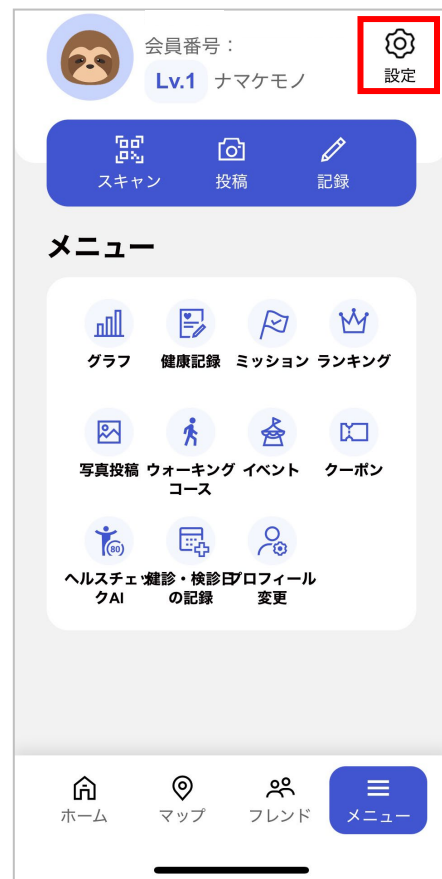 会員番号：
設定
Lv.1 ナマケモノ
スキャン 投稿 記録
メニュー
グラフ 健康記録 ミッション ランキング
写真投稿 ウォーキング イベント クーポン
コース
ヘルスチェッ 健診・検診日 プロフィール
クAI の記録 変更
ホーム マップ フレンド メニュー